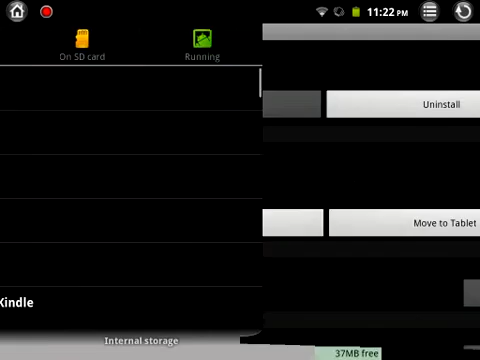 11:22 PM
On SD card
Running
Uninstall
Move to Tablet
Kindle
Internal storage
37MB free